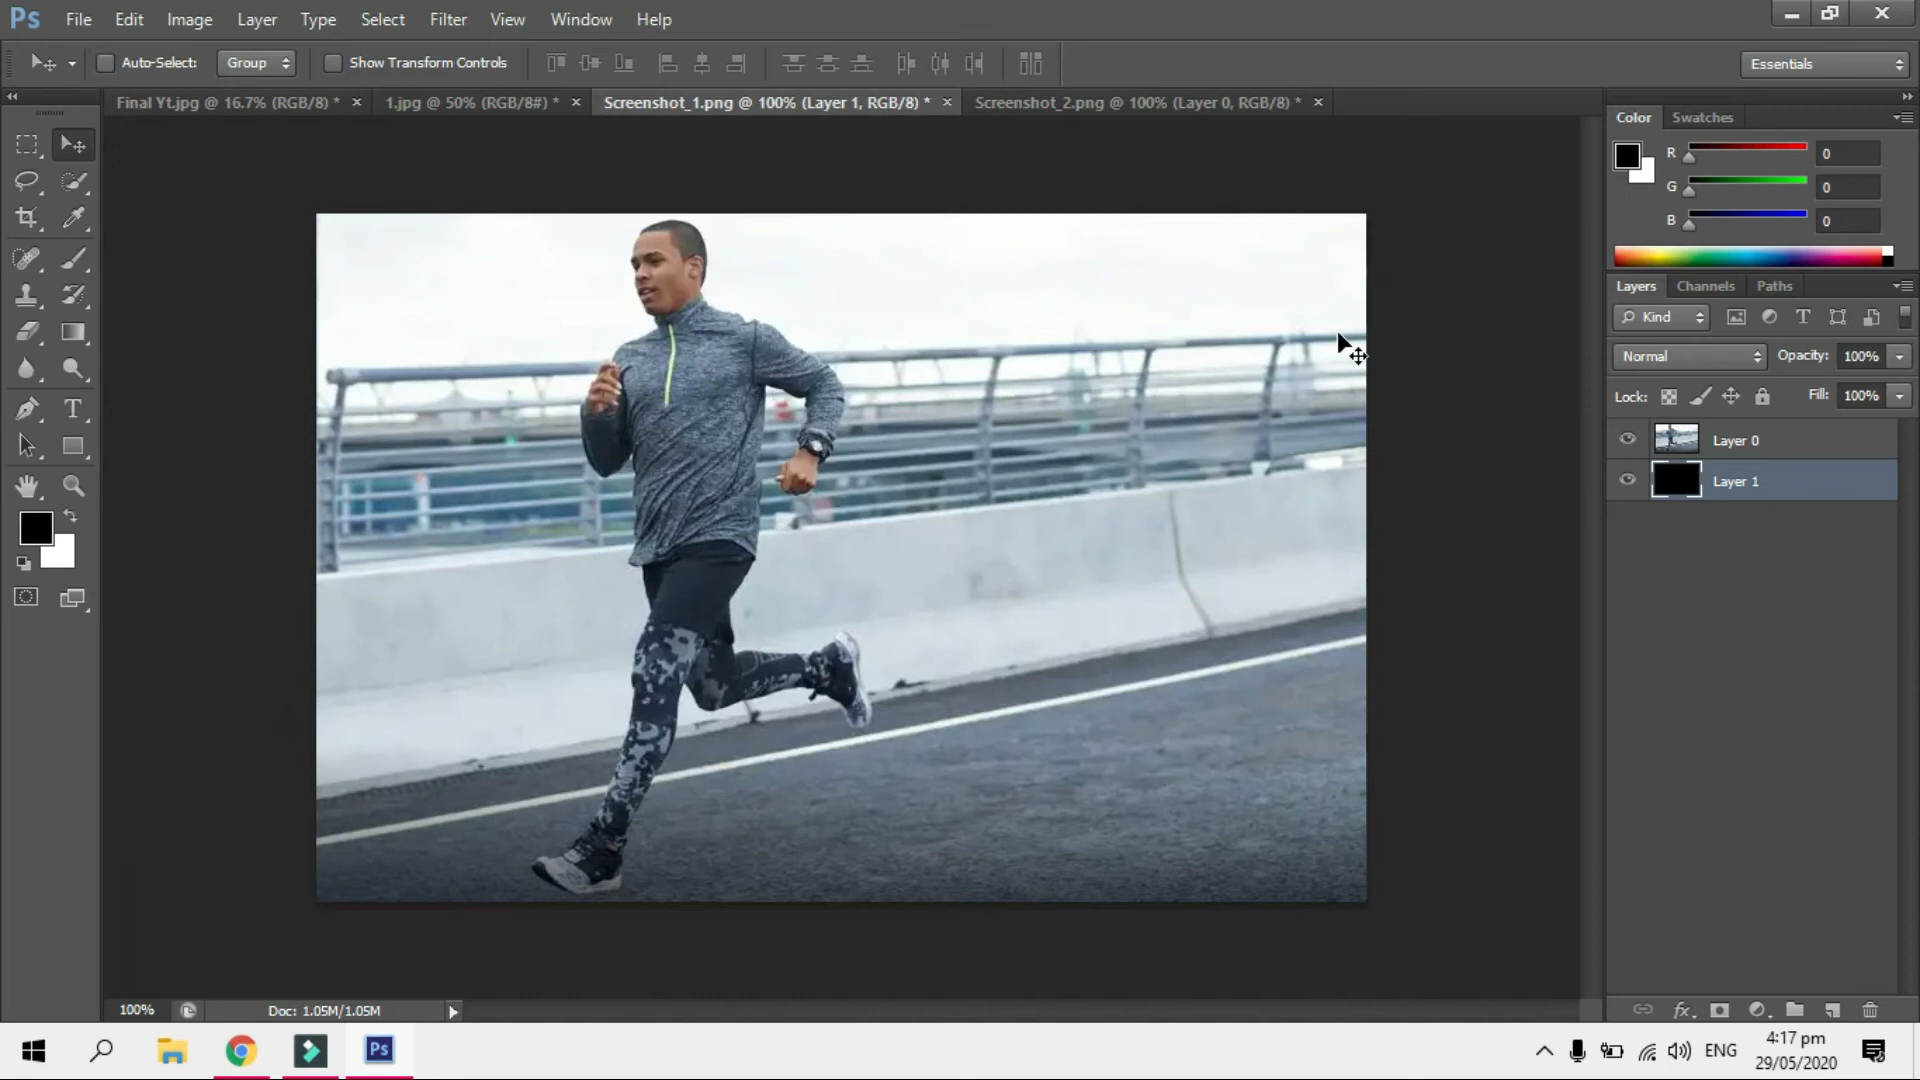 Ps File Edit Image Layer Type Select Filter View Window Help
Auto-Select: Group Show Transform Controls Essentials
Final Yt.jpg @ 16.7% (RGB/8) * × 1.jpg @ 50% (RGB/8#) * × Screenshot_1.png @ 100% (Layer 1, RGB/8) * × Screenshot_2.png @ 100% (Layer 0, RGB/8) * ×
Color Swatches
R 0
G 0
B 0
Layers Channels Paths
Kind
Normal Opacity: 100%
Lock: Fill: 100%
Layer 0
Layer 1
100% Doc: 1.05M/1.05M
Ps ENG 4:17 pm
29/05/2020